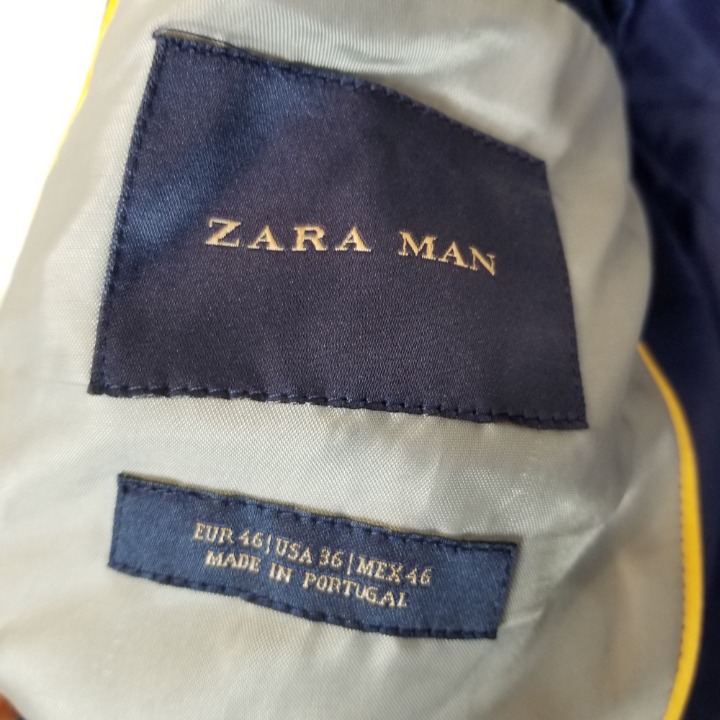 ZARA MAN
EUR 46|USA 36|MEX 46
MADE IN PORTUGAL